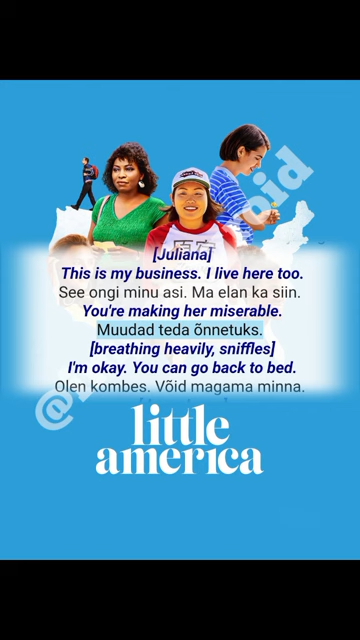 [Juliana]
This is my business. I live here too.
See ongi minu asi. Ma elan ka siin.
You're making her miserable.
Muudad teda õnnetuks.
[breathing heavily, sniffles]
I'm okay. You can go back to bed.
Olen kombes. Võid magama minna.
little
america